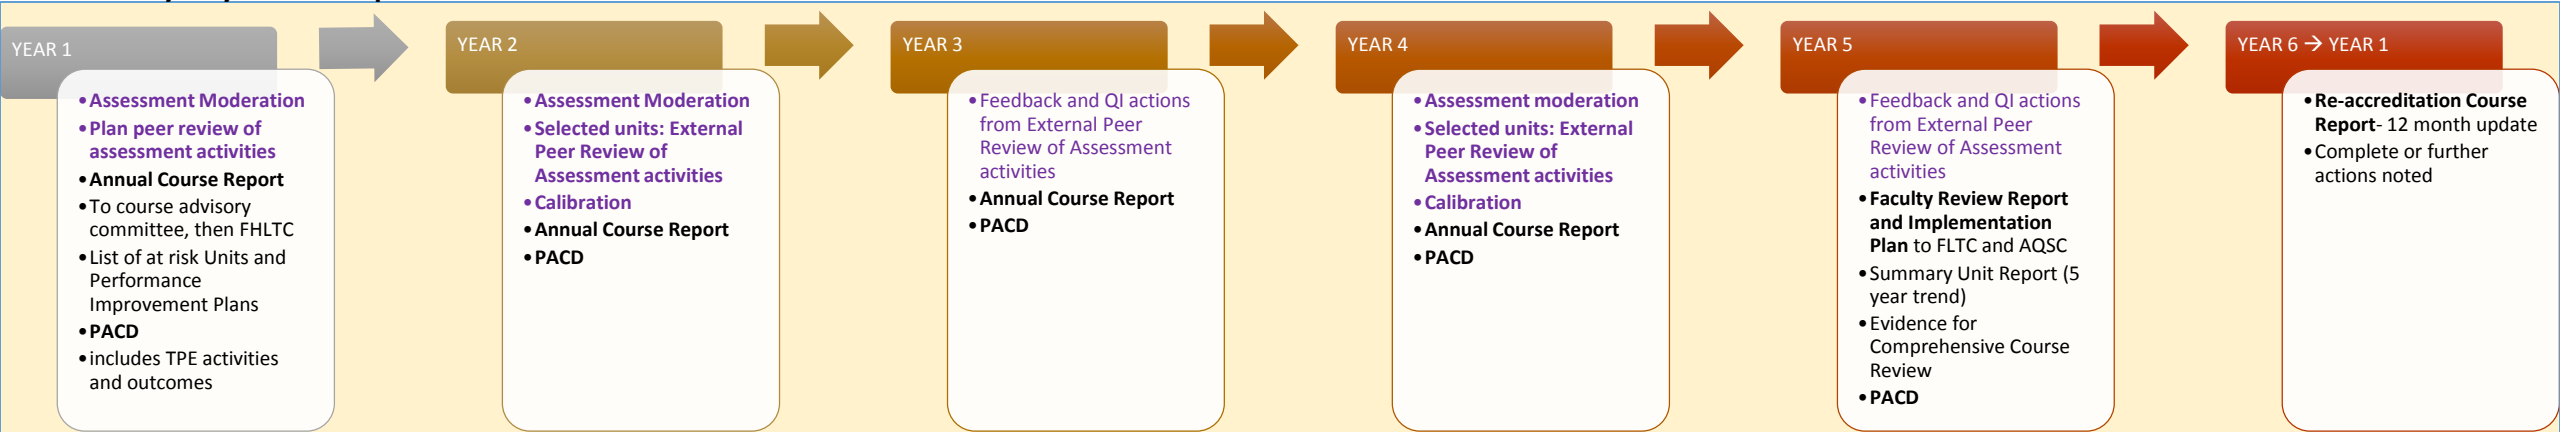 YEAR 1
•Assessment Moderation
•Plan peer review of
assessment activities
•Annual Course Report
•To course advisory
committee, then FHLTC
•List of at risk Units and
Performance
Improvement Plans
•PACD
•includes TPE activities
and outcomes
YEAR 2
•Assessment Moderation
•Selected units: External
Peer Review of
Assessment activities
•Calibration
•Annual Course Report
•PACD
YEAR 3
•Feedback and QI actions
from External Peer
Review of Assessment
activities
•Annual Course Report
•PACD
YEAR 4
•Assessment moderation
•Selected units: External
Peer Review of
Assessment activities
•Calibration
•Annual Course Report
•PACD
YEAR 5
•Feedback and QI actions
from External Peer
Review of Assessment
activities
•Faculty Review Report
and Implementation
Plan to FLTC and AQSC
•Summary Unit Report (5
year trend)
•Evidence for
Comprehensive Course
Review
•PACD
YEAR 6 → YEAR 1
•Re-accreditation Course
Report- 12 month update
•Complete or further
actions noted